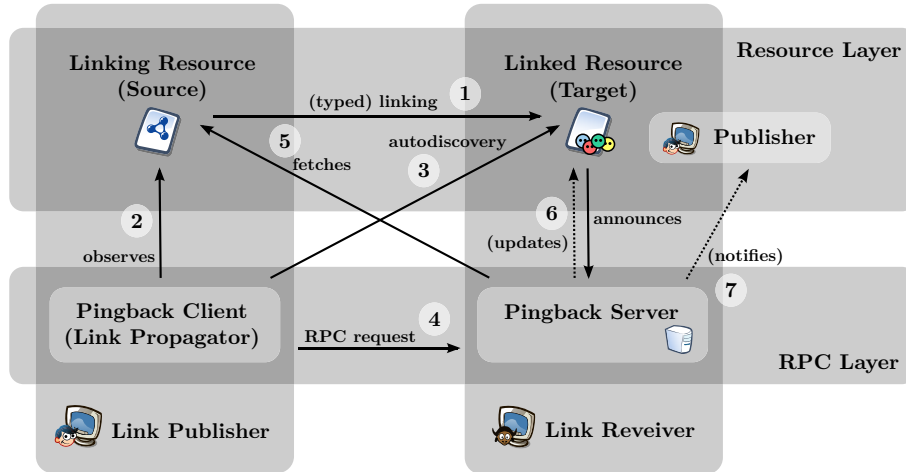 Resource Layer
Linking Resource
(Source)
Linked Resource
(Target)
(typed) linking
1
5
fetches
autodiscovery
3
Publisher
2
observes
6
(updates)
announces
(notifies)
7
Pingback Client
(Link Propagator)
RPC request
4
Pingback Server
RPC Layer
Link Publisher
Link Reveiver